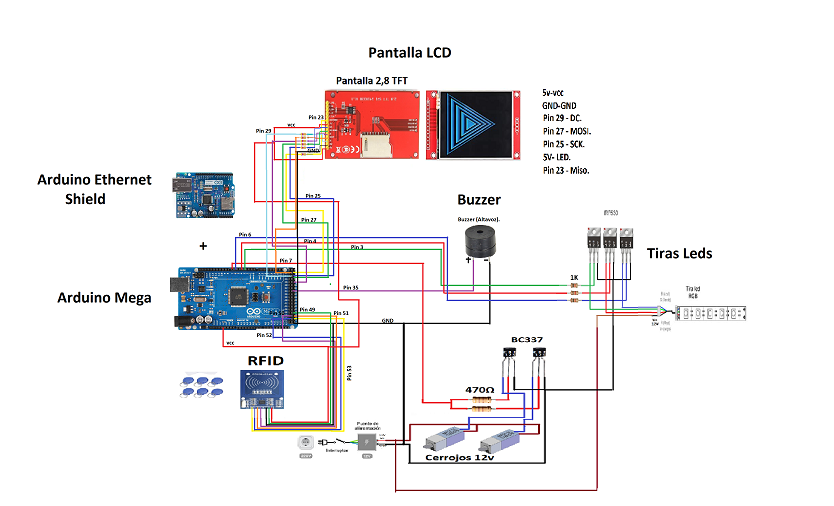 Pantalla LCD
Pantalla 2,8 TFT
5v-vcc
GND-GND
Pin 29 - DC.
Pin 27 - MOSI.
Pin 25 - SCK.
5V- LED.
Pin 23 - Miso.
Pin 23
vcc
Pin 29
Arduino Ethernet
Shield
+
Arduino Mega
Pin 25
Pin 27
Pin 6
Pin 4
Pin 3
Pin 7
Pin 35
Buzzer
Buzzer (Altavoz).
+ -
IRF530
Tiras Leds
1K
Tira led
RGB
12v
Pin 49
Pin 51
Pin 52
Pin 53
GND
vcc
RFID
BC337
470Ω
Cerrojos 12v
Fuente de
alimentación
Interruptor